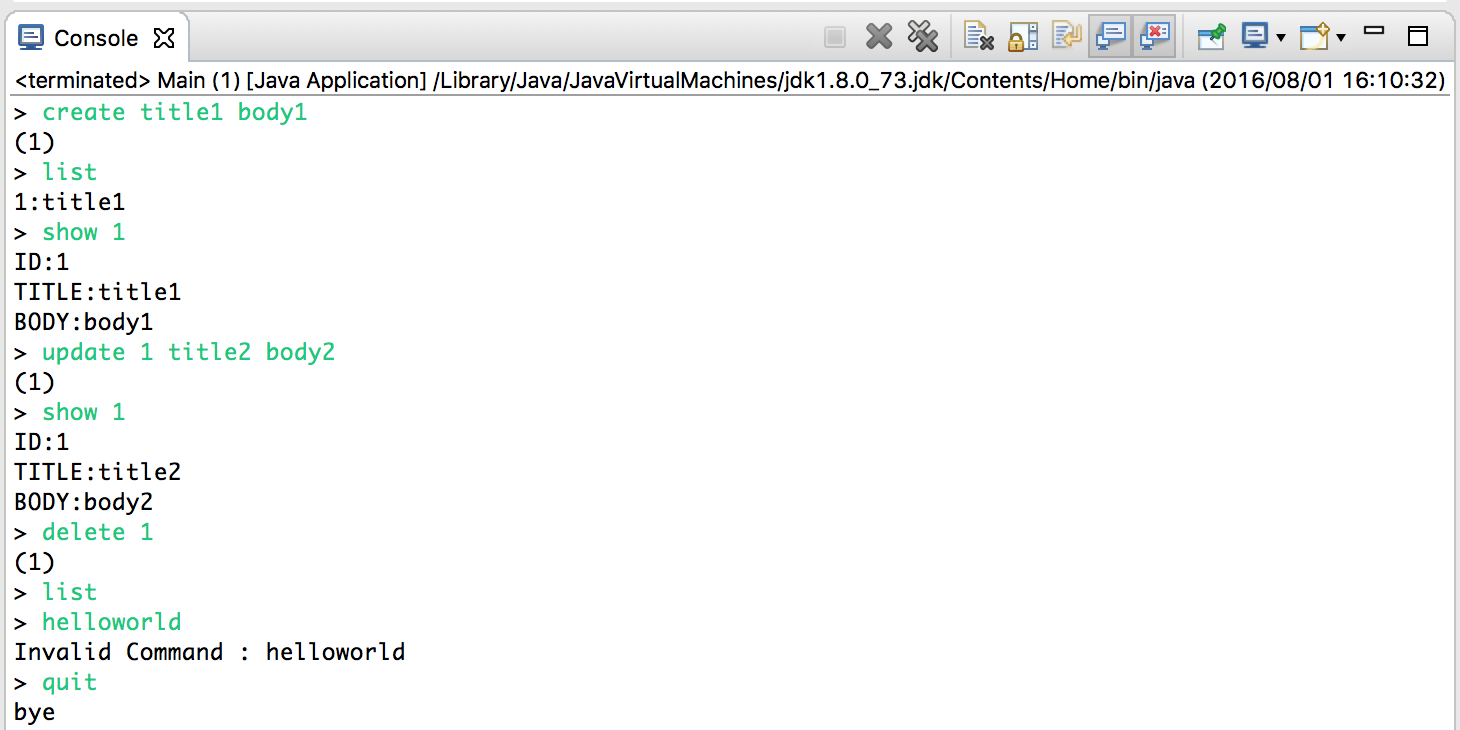 Console
<terminated> Main (1) [Java Application] /Library/Java/JavaVirtualMachines/jdk1.8.0_73.jdk/Contents/Home/bin/java (2016/08/01 16:10:32)
> create title1 body1
(1)
> list
1:title1
> show 1
ID:1
TITLE:title1
BODY:body1
> update 1 title2 body2
(1)
> show 1
ID:1
TITLE:title2
BODY:body2
> delete 1
(1)
> list
> helloworld
Invalid Command : helloworld
> quit
bye